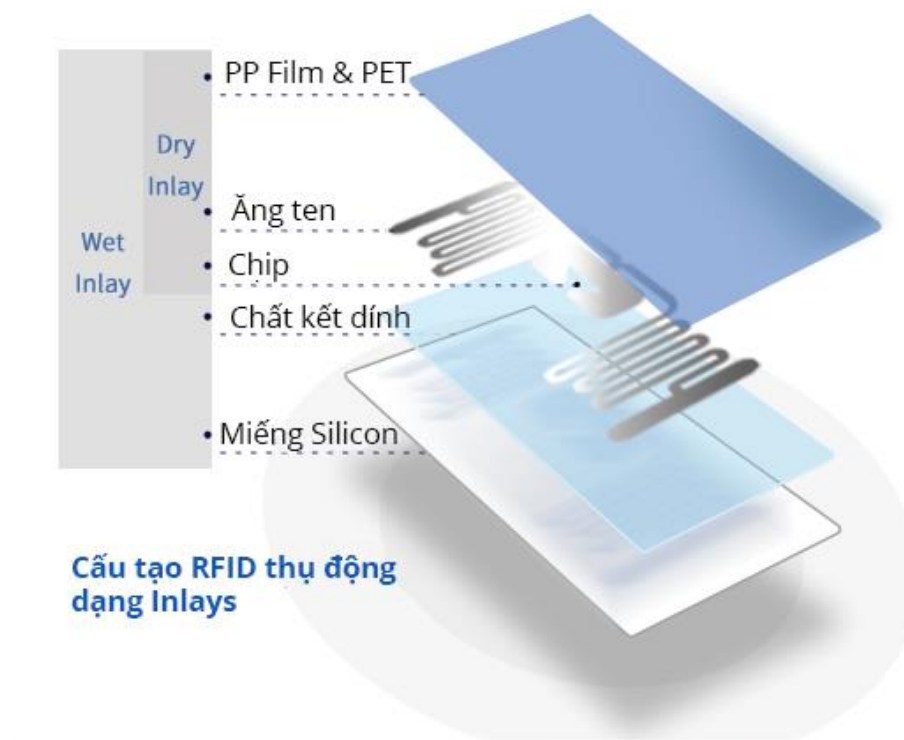 PP Film & PET
Dry
Inlay
Ăng ten
Wet
Inlay
Chip
Chất kết dính
Miếng Silicon
Cấu tạo RFID thụ động
dạng Inlays